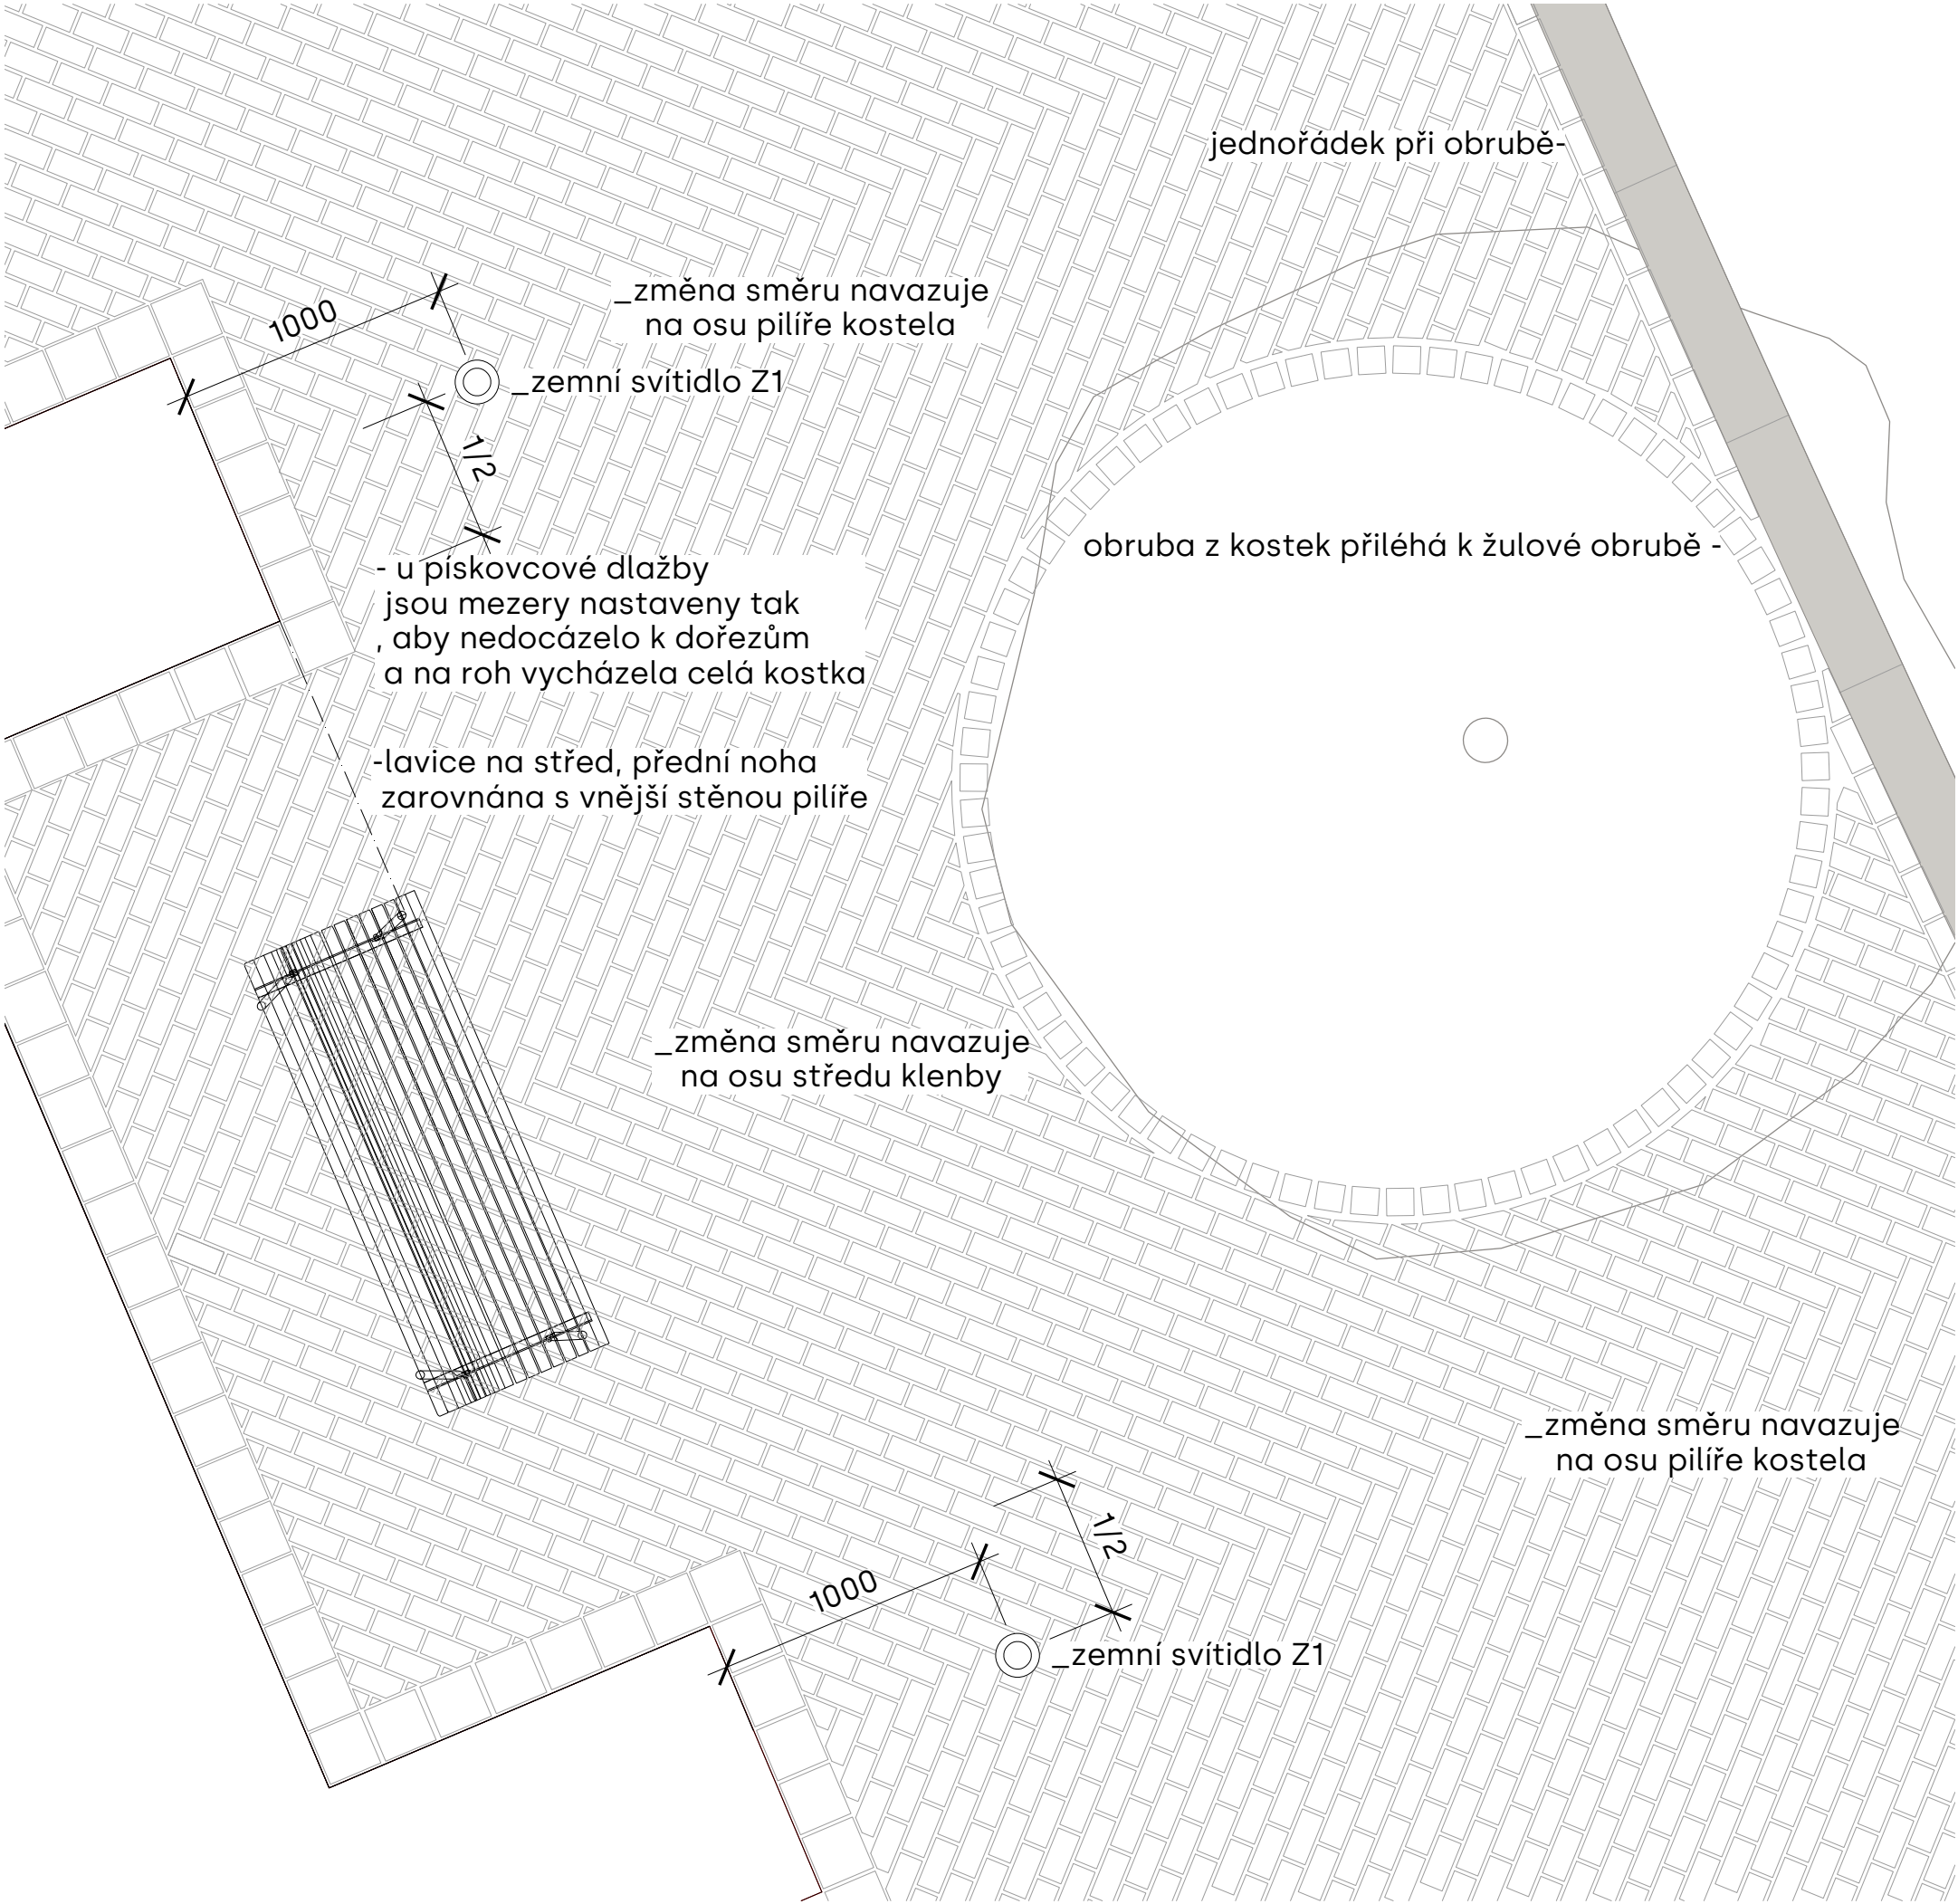 jednořádek při obrubě-
1000
_změna směru navazuje
na osu pilíře kostela
_zemní svítidlo Z1
1/2
obruba z kostek přiléhá k žulové obrubě -
- u pískovcové dlažby
jsou mezery nastaveny tak
, aby nedocázelo k dořezům
a na roh vycházela celá kostka
-lavice na střed, přední noha
zarovnána s vnější stěnou pilíře
_změna směru navazuje
na osu středu klenby
_změna směru navazuje
na osu pilíře kostela
1/2
1000
_zemní svítidlo Z1